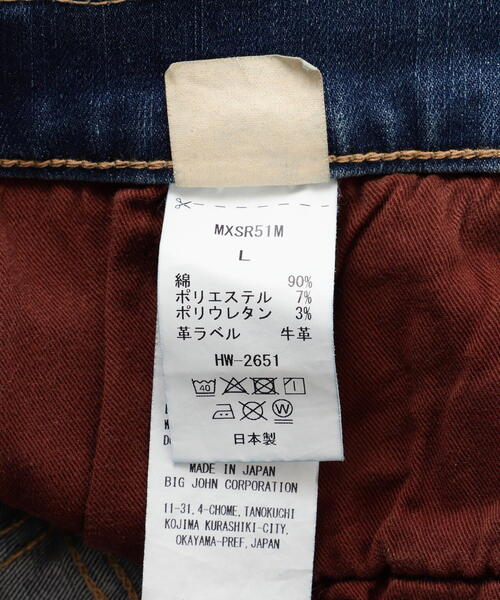 MXSR51M
L
綿 90%
ポリエステル 7%
ポリウレタン 3%
革ラベル 牛革
HW-2651
40
W
日本製
MADE IN JAPAN
BIG JOHN CORPORATION
11-31,4-CHOME,TANOKUCHI
KOJIMA KURASHIKI-CITY,
OKAYAMA-PREF,JAPAN